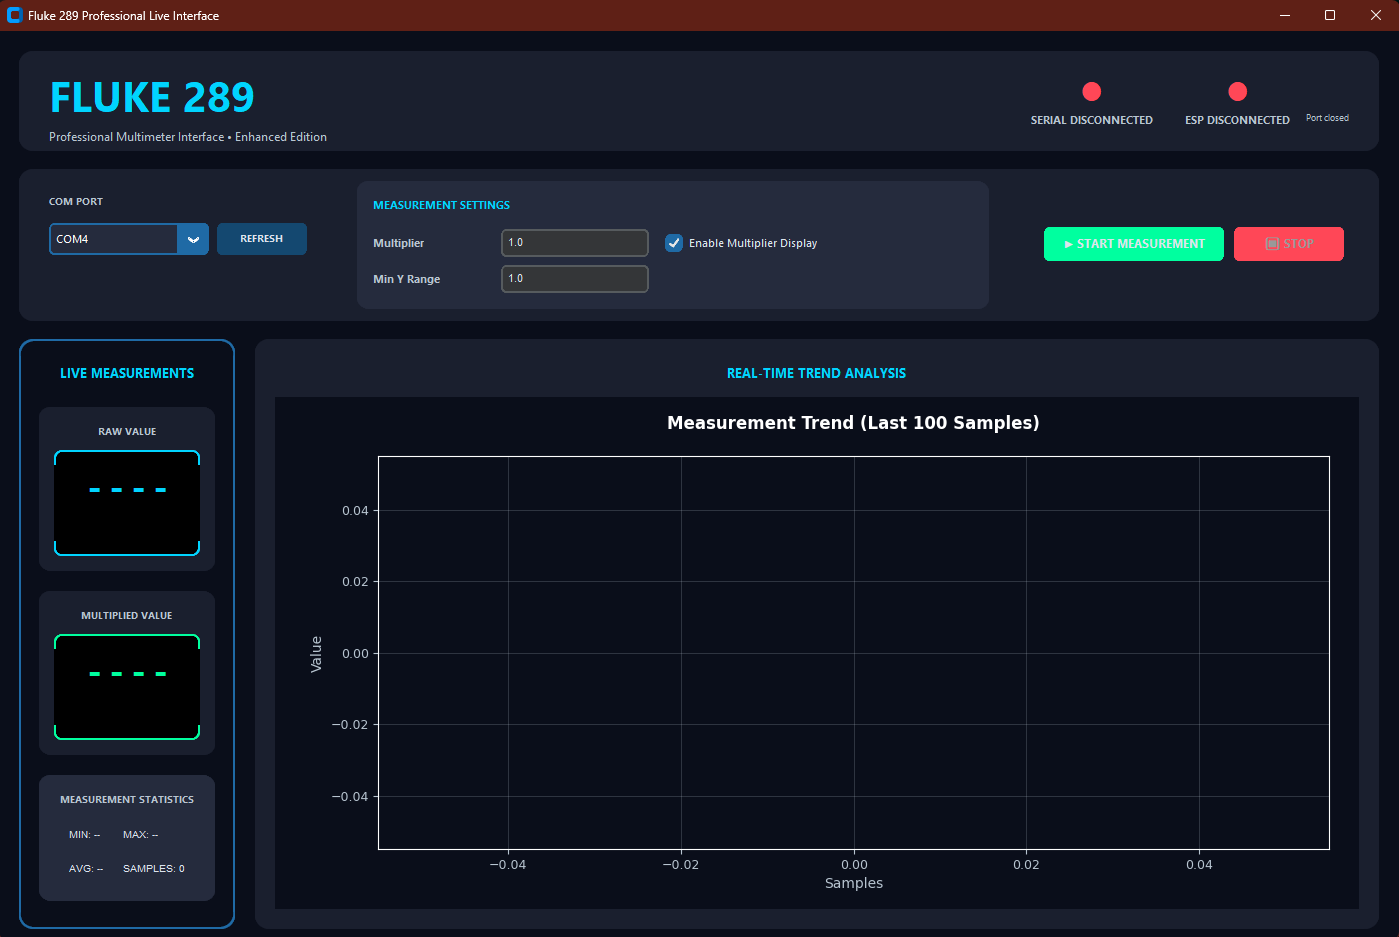 Fluke 289 Professional Live Interface
FLUKE 289
Professional Multimeter Interface • Enhanced Edition
SERIAL DISCONNECTED
ESP DISCONNECTED
Port closed
COM PORT
COM4
REFRESH
MEASUREMENT SETTINGS
Multiplier
1.0
Enable Multiplier Display
Min Y Range
1.0
▶ START MEASUREMENT
STOP
LIVE MEASUREMENTS
RAW VALUE
----
MULTIPLIED VALUE
----
MEASUREMENT STATISTICS
MIN: --
MAX: --
AVG: --
SAMPLES: 0
REAL-TIME TREND ANALYSIS
Measurement Trend (Last 100 Samples)
0.04
0.02
0.00
−0.02
−0.04
Value
−0.04
−0.02
0.00
0.02
0.04
Samples